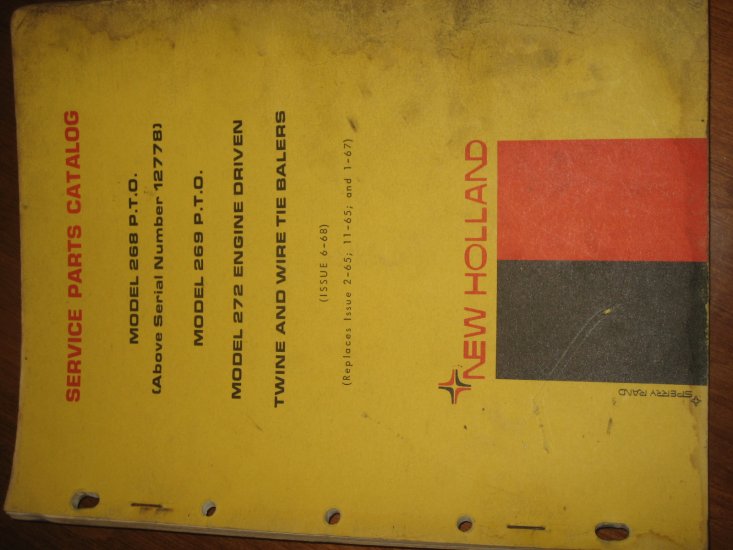 SERVICE PARTS CATALOG
MODEL 268 P.T.O.
(Above Serial Number 12778)
MODEL 269 P.T.O.
MODEL 272 ENGINE DRIVEN
TWINE AND WIRE TIE BALERS
(ISSUE 6-68)
(Replaces Issue 2-65; 11-65; and 1-67)
NEW HOLLAND
SPERRY RAND